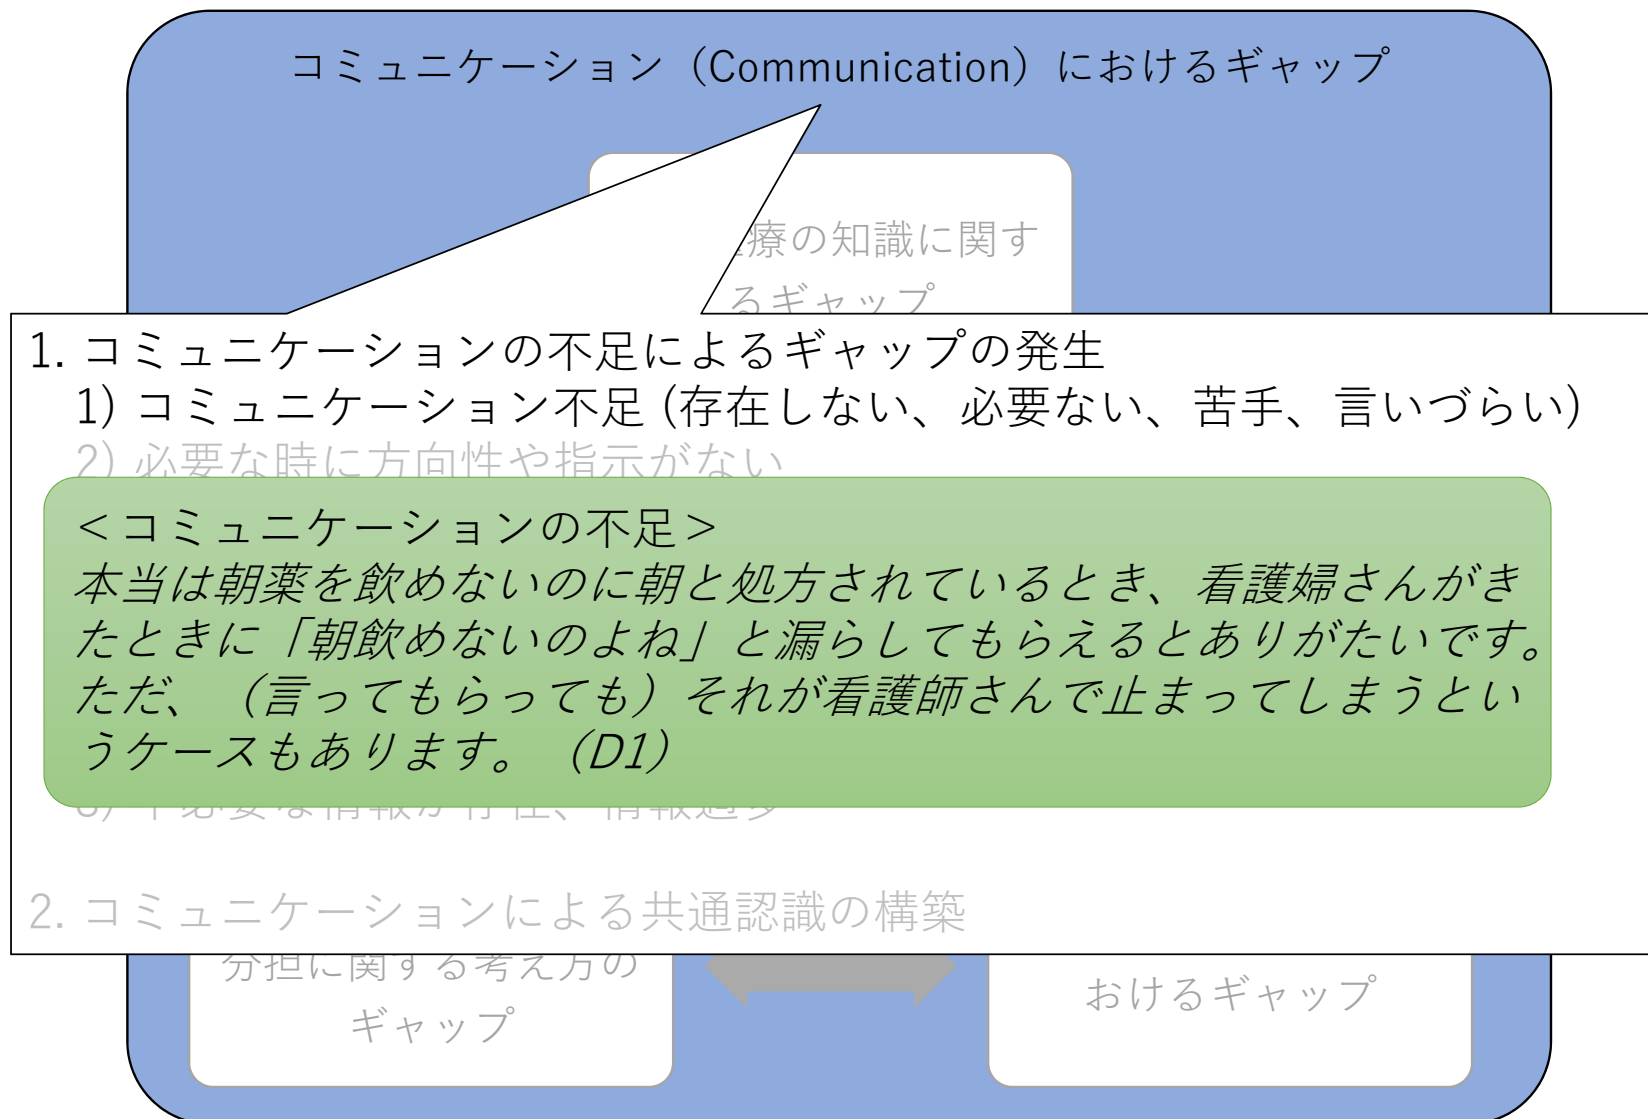 コミュニケーション（Communication）におけるギャップ
療の知識に関す
るギャップ
1. コミュニケーションの不足によるギャップの発生
1) コミュニケーション不足 (存在しない、必要ない、苦手、言いづらい)
2) 必要な時に方向性や指示がない
＜コミュニケーションの不足＞
本当は朝薬を飲めないのに朝と処方されているとき、看護婦さんがき
たときに「朝飲めないのよね」と漏らしてもらえるとありがたいです。
ただ、（言ってもらっても）それが看護師さんで止まってしまうとい
うケースもあります。（D1）
2. コミュニケーションによる共通認識の構築
分担に関する考え方の
ギャップ
おけるギャップ